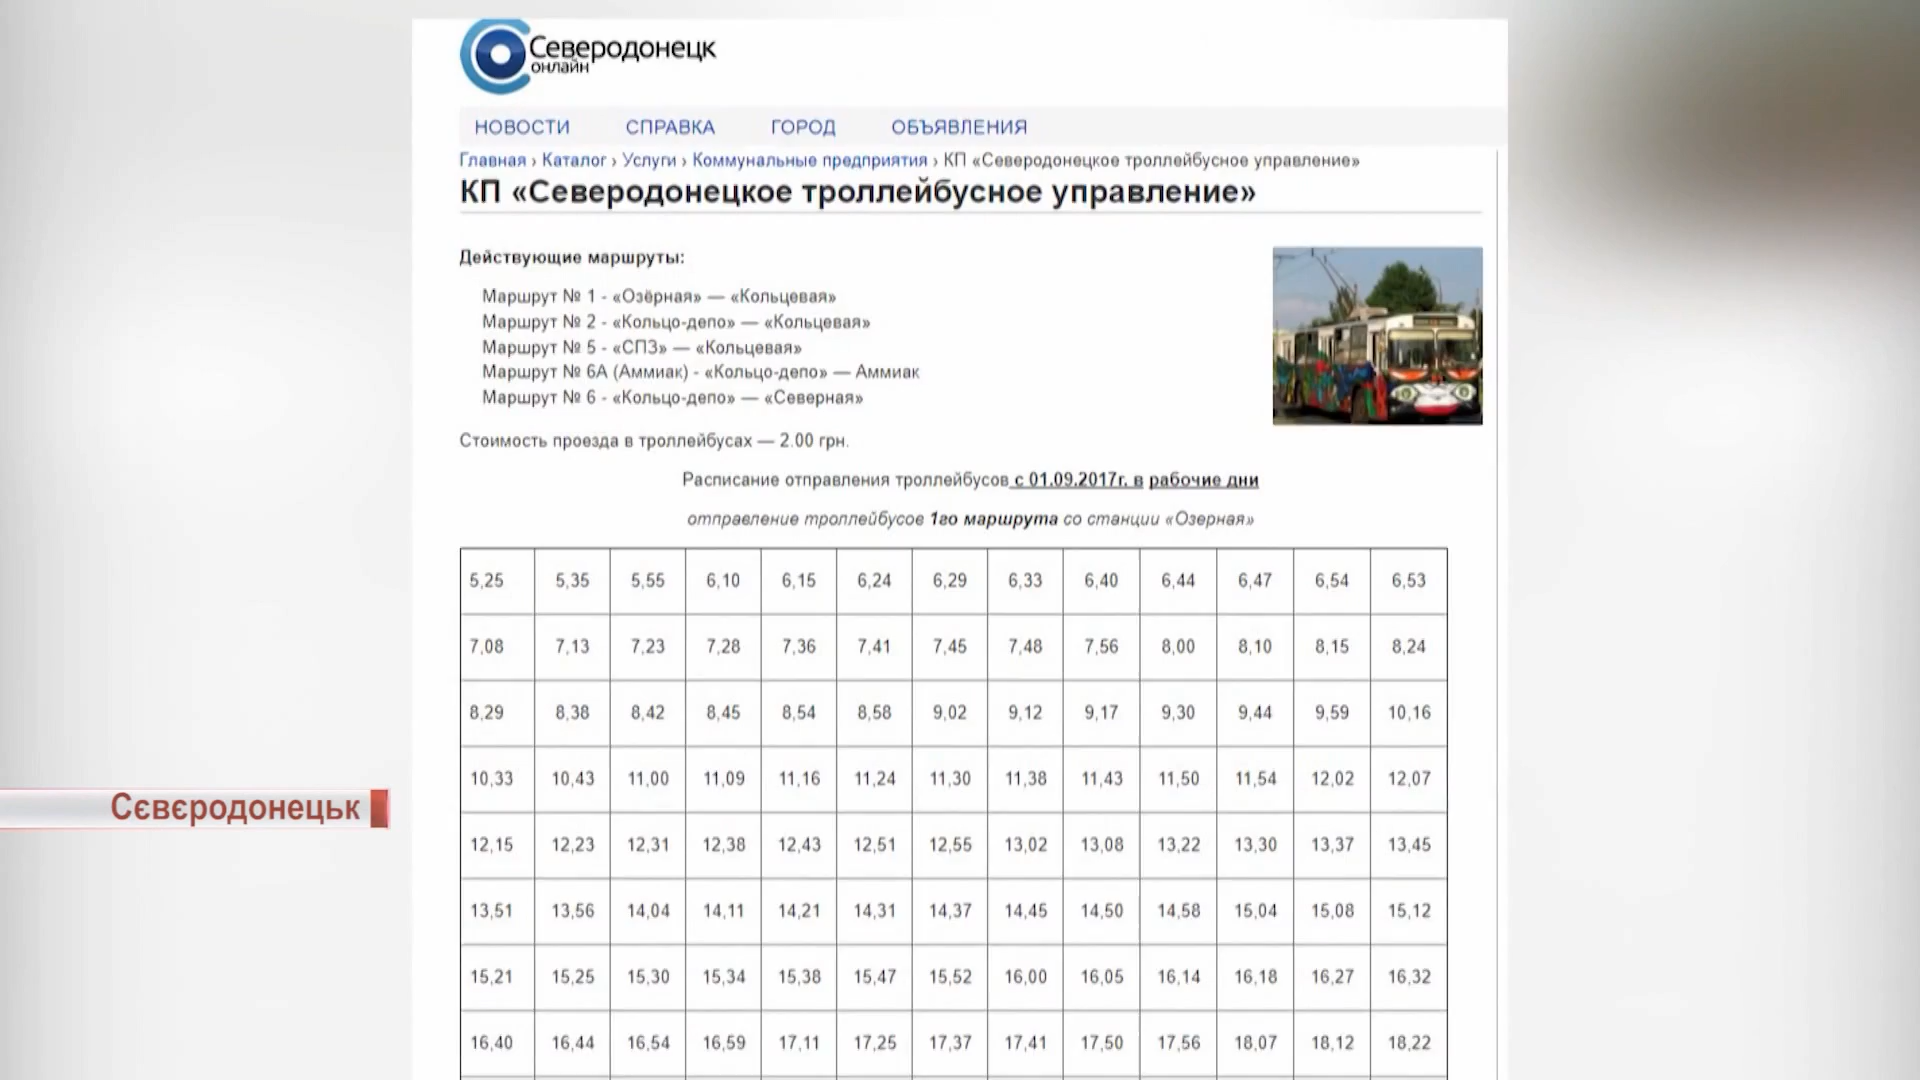 Северодонецк
онлайн
НОВОСТИ СПРАВКА ГОРОД ОБЪЯВЛЕНИЯ
Главная › Каталог › Услуги › Коммунальные предприятия › КП «Северодонецкое троллейбусное управление»
КП «Северодонецкое троллейбусное управление»
Действующие маршруты:
Маршрут № 1 - «Озёрная» — «Кольцевая»
Маршрут № 2 - «Кольцо-депо» — «Кольцевая»
Маршрут № 5 - «СПЗ» — «Кольцевая»
Маршрут № 6А (Аммиак) - «Кольцо-депо» — Аммиак
Маршрут № 6 - «Кольцо-депо» — «Северная»
Стоимость проезда в троллейбусах — 2.00 грн.
Расписание отправления троллейбусов с 01.09.2017г. в рабочие дни
отправление троллейбусов 1го маршрута со станции «Озерная»
5,25 5,35 5,55 6,10 6,15 6,24 6,29 6,33 6,40 6,44 6,47 6,54 6,53
7,08 7,13 7,23 7,28 7,36 7,41 7,45 7,48 7,56 8,00 8,10 8,15 8,24
8,29 8,38 8,42 8,45 8,54 8,58 9,02 9,12 9,17 9,30 9,44 9,59 10,16
10,33 10,43 11,00 11,09 11,16 11,24 11,30 11,38 11,43 11,50 11,54 12,02 12,07
12,15 12,23 12,31 12,38 12,43 12,51 12,55 13,02 13,08 13,22 13,30 13,37 13,45
13,51 13,56 14,04 14,11 14,21 14,31 14,37 14,45 14,50 14,58 15,04 15,08 15,12
15,21 15,25 15,30 15,34 15,38 15,47 15,52 16,00 16,05 16,14 16,18 16,27 16,32
16,40 16,44 16,54 16,59 17,11 17,25 17,37 17,41 17,50 17,56 18,07 18,12 18,22
Сєвєродонецьк